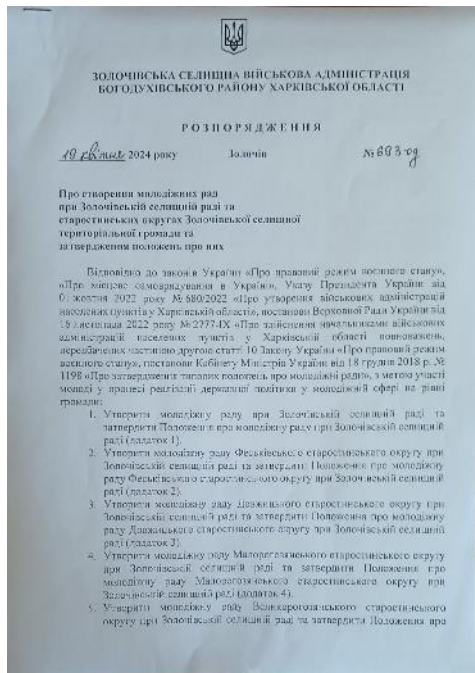 ЗОЛОЧІВСЬКА СЕЛИЩНА ВІЙСЬКОВА АДМІНІСТРАЦІЯ
БОГОДУХІВСЬКОГО РАЙОНУ ХАРКІВСЬКОЇ ОБЛАСТІ
РОЗПОРЯДЖЕННЯ
19 квітня 2024 року Золочів № 693 од
Про створення молодіжних рад
при Золочівській селищній раді та
старостинських округах Золочівської селищної
територіальної громади та
затвердження положень про них
Відповідно до законів України «Про правовий режим воєнного стану»,
«Про місцеве самоврядування в Україні», Указу Президента України від
01 жовтня 2022 року № 680/2022 «Про утворення військових адміністрацій
населених пунктів у Харківській області», постанови Верховної Ради України від
16 листопада 2022 року № 2777-IX «Про здійснення начальниками військових
адміністрацій населених пунктів у Харківській області повноважень,
передбачених частиною другою статті 10 Закону України «Про правовий режим
воєнного стану», постанови Кабінету Міністрів України від 18 грудня 2018 р. №
1198 «Про затвердження типових положень про молодіжні ради», з метою участі
молоді у процесі реалізації державної політики у молодіжній сфері на рівні
громади:
1. Утворити молодіжну раду при Золочівській селищній раді та
затвердити Положення про молодіжну раду при Золочівській селищній
раді (додаток 1).
2. Утворити молодіжну раду Феськівського старостинського округу при
Золочівській селищній раді та затвердити Положення про молодіжну
раду Феськівського старостинського округу при Золочівській селищній
раді (додаток 2).
3. Утворити молодіжну раду Довжицького старостинського округу при
Золочівській селищній раді та затвердити Положення про молодіжну
раду Довжицького старостинського округу при Золочівській селищній
раді (додаток 3).
4. Утворити молодіжну раду Малорогозянського старостинського округу
при Золочівській селищній раді та затвердити Положення про
молодіжну раду Малорогозянського старостинського округу при
Золочівській селищній раді (додаток 4).
5. Утворити молодіжну раду Великорогозянського старостинського
округу при Золочівській селищній раді та затвердити Положення про